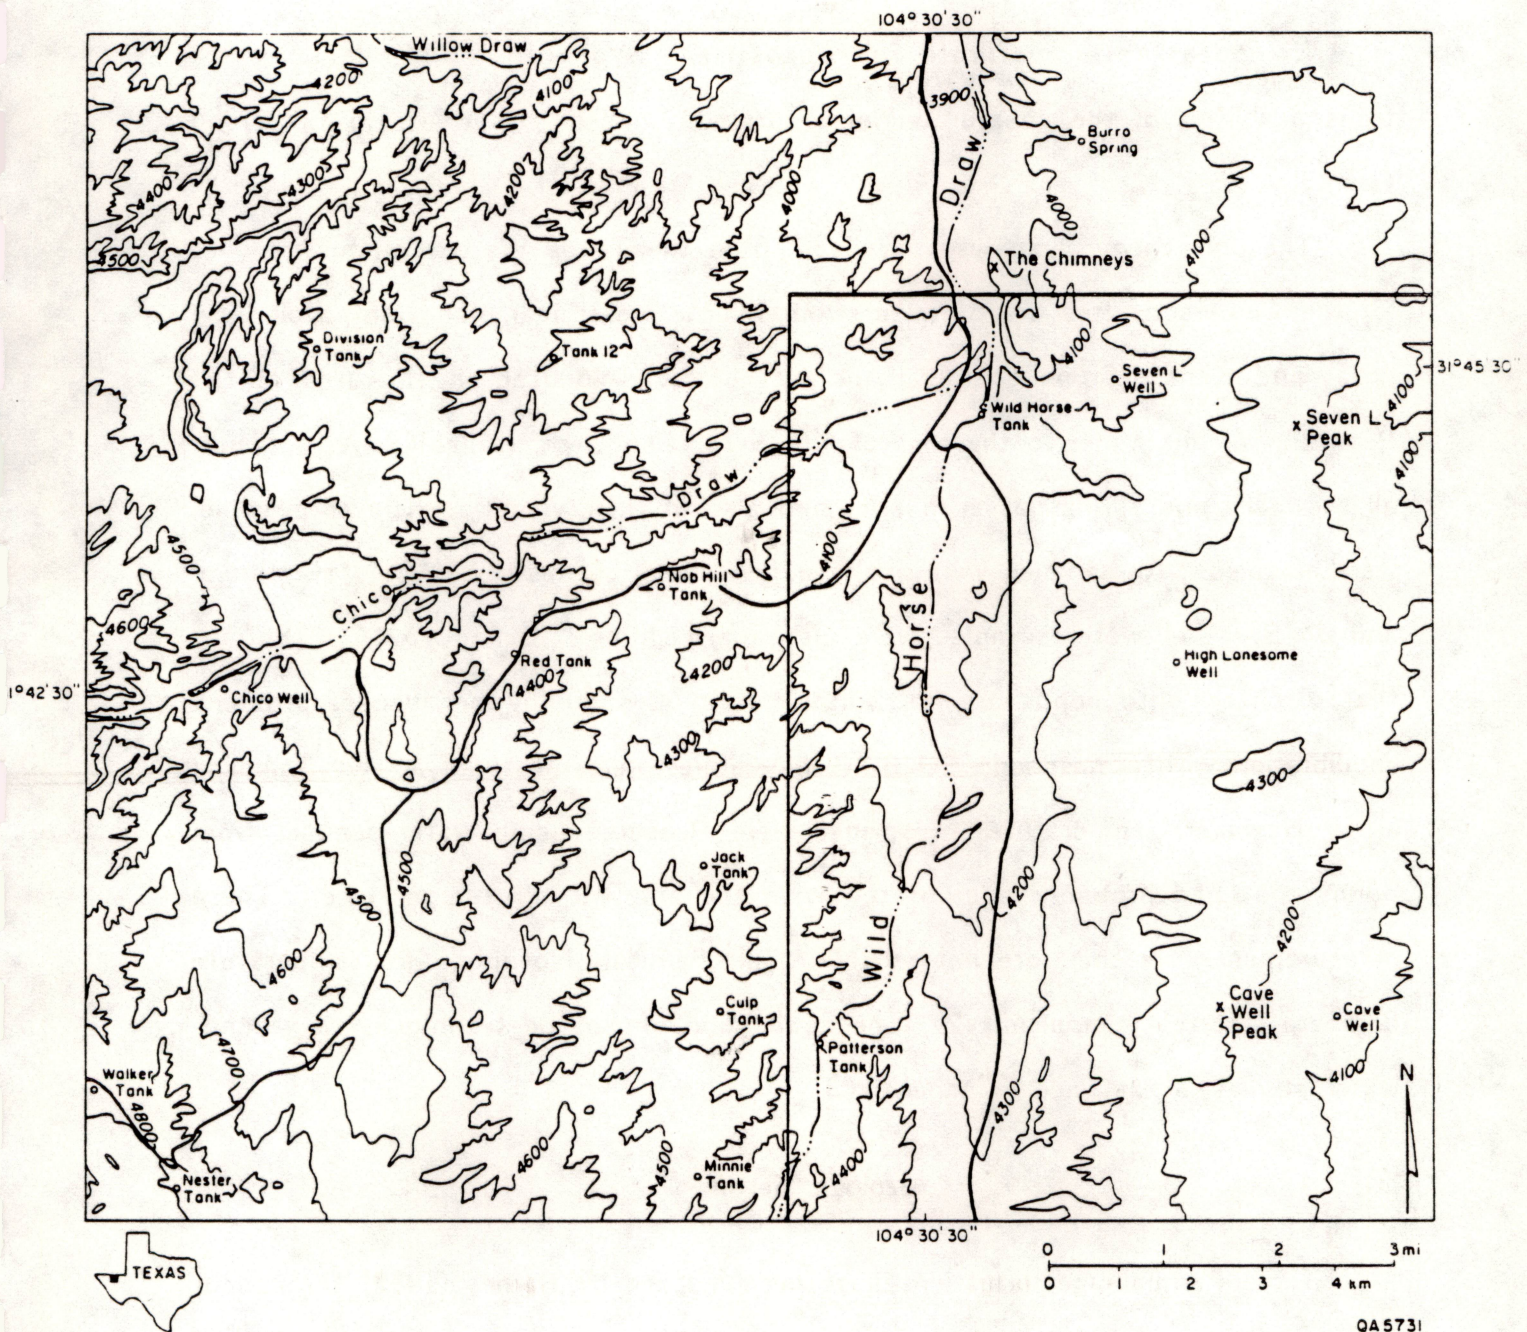 104° 30' 30"
Willow Draw
4200
4100
3900
Burro
Spring
Draw
4400
4300
4200
4000
4000
4500
4100
The Chimneys
Division
Tank
Tank 12
4100
Seven L
Well
31° 45' 30"
4100
Wild Horse
Tank
Seven L
Peak
4100
Draw
4500
4100
Nob Hill
Tank
Chico
Horse
4600
Red Tank
4200
High Lonesome
Well
1° 42' 30"
Chico Well
4400
4300
4300
Jack
Tank
4500
4500
4200
4200
Wild
4600
Culp
Tank
Cave
Well
Peak
Cave
Well
4700
Patterson
Tank
Walker
Tank
4100
N
4800
4300
4600
4500
Minnie
Tank
4400
Nester
Tank
104° 30' 30"
0 1 2 3 mi
0 1 2 3 4 km
TEXAS
QA5731